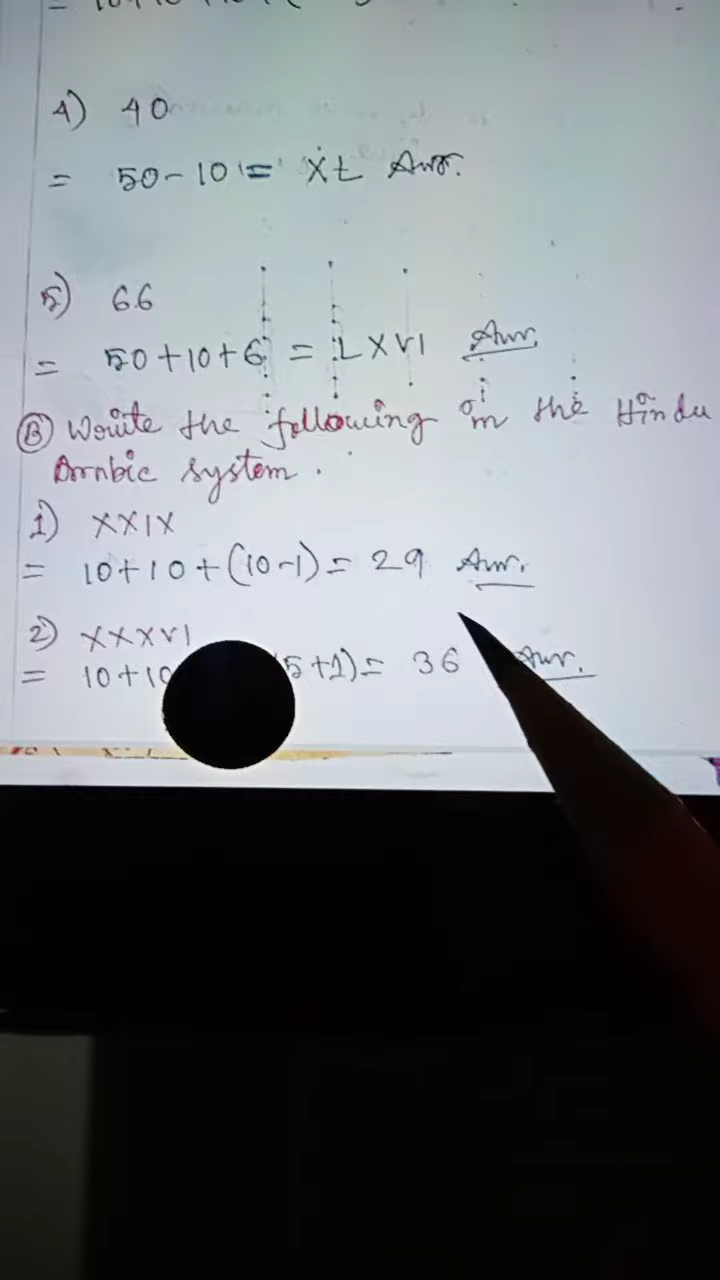 4) 40
= 50-10 = XL Ans.
5) 66
= 50+10+6 = LXVI Ans.
(B) Write the following in the Hindu
Arabic system.
1) XXIX
= 10+10+(10-1) = 29 Ans.
2) XXXVI
= 10+10 5+1) = 36 Ans.